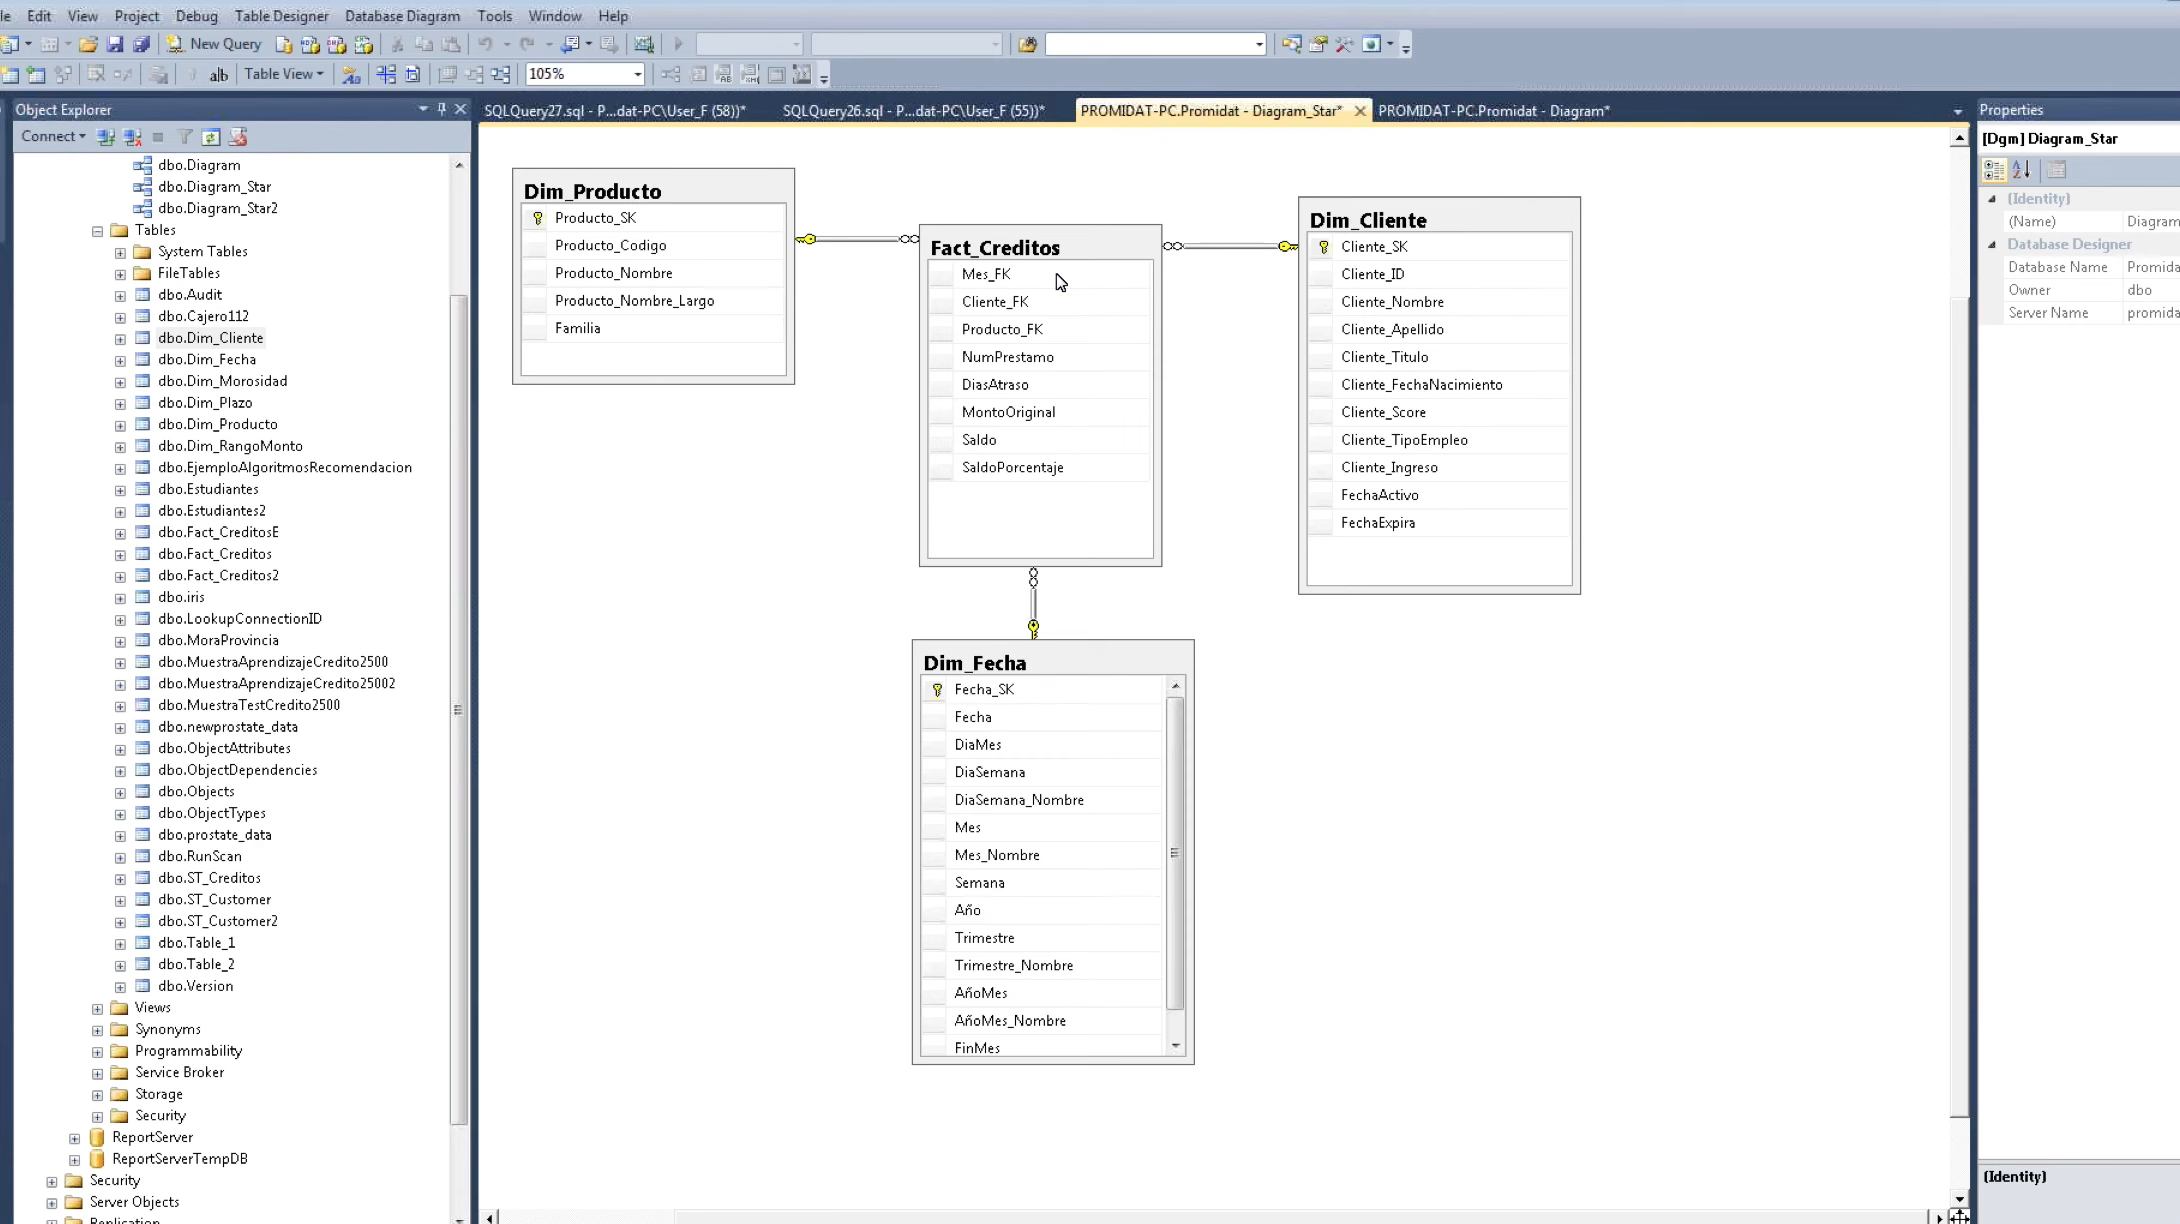 le Edit View Project Debug Table Designer Database Diagram Tools Window Help
New Query
alb Table View 105%
Object Explorer
Connect
dbo.Diagram
dbo.Diagram_Star
dbo.Diagram_Star2
Tables
System Tables
FileTables
dbo.Audit
dbo.Cajero112
dbo.Dim_Cliente
dbo.Dim_Fecha
dbo.Dim_Morosidad
dbo.Dim_Plazo
dbo.Dim_Producto
dbo.Dim_RangoMonto
dbo.EjemploAlgoritmosRecomendacion
dbo.Estudiantes
dbo.Estudiantes2
dbo.Fact_CreditosE
dbo.Fact_Creditos
dbo.Fact_Creditos2
dbo.iris
dbo.LookupConnectionID
dbo.MoraProvincia
dbo.MuestraAprendizajeCredito2500
dbo.MuestraAprendizajeCredito25002
dbo.MuestraTestCredito2500
dbo.newprostate_data
dbo.ObjectAttributes
dbo.ObjectDependencies
dbo.Objects
dbo.ObjectTypes
dbo.prostate_data
dbo.RunScan
dbo.ST_Creditos
dbo.ST_Customer
dbo.ST_Customer2
dbo.Table_1
dbo.Table_2
dbo.Version
Views
Synonyms
Programmability
Service Broker
Storage
Security
ReportServer
ReportServerTempDB
Security
Server Objects
Replication
SQLQuery27.sql - P...dat-PC\User_F (58))* SQLQuery26.sql - P...dat-PC\User_F (55))* PROMIDAT-PC.Promidat - Diagram_Star* PROMIDAT-PC.Promidat - Diagram*
Dim_Producto
Producto_SK
Producto_Codigo
Producto_Nombre
Producto_Nombre_Largo
Familia
Fact_Creditos
Mes_FK
Cliente_FK
Producto_FK
NumPrestamo
DiasAtraso
MontoOriginal
Saldo
SaldoPorcentaje
Dim_Cliente
Cliente_SK
Cliente_ID
Cliente_Nombre
Cliente_Apellido
Cliente_Titulo
Cliente_FechaNacimiento
Cliente_Score
Cliente_TipoEmpleo
Cliente_Ingreso
FechaActivo
FechaExpira
Dim_Fecha
Fecha_SK
Fecha
DiaMes
DiaSemana
DiaSemana_Nombre
Mes
Mes_Nombre
Semana
Año
Trimestre
Trimestre_Nombre
AñoMes
AñoMes_Nombre
FinMes
Properties
[Dgm] Diagram_Star
(Identity)
(Name) Diagram
Database Designer
Database Name Promida
Owner dbo
Server Name promida
(Identity)